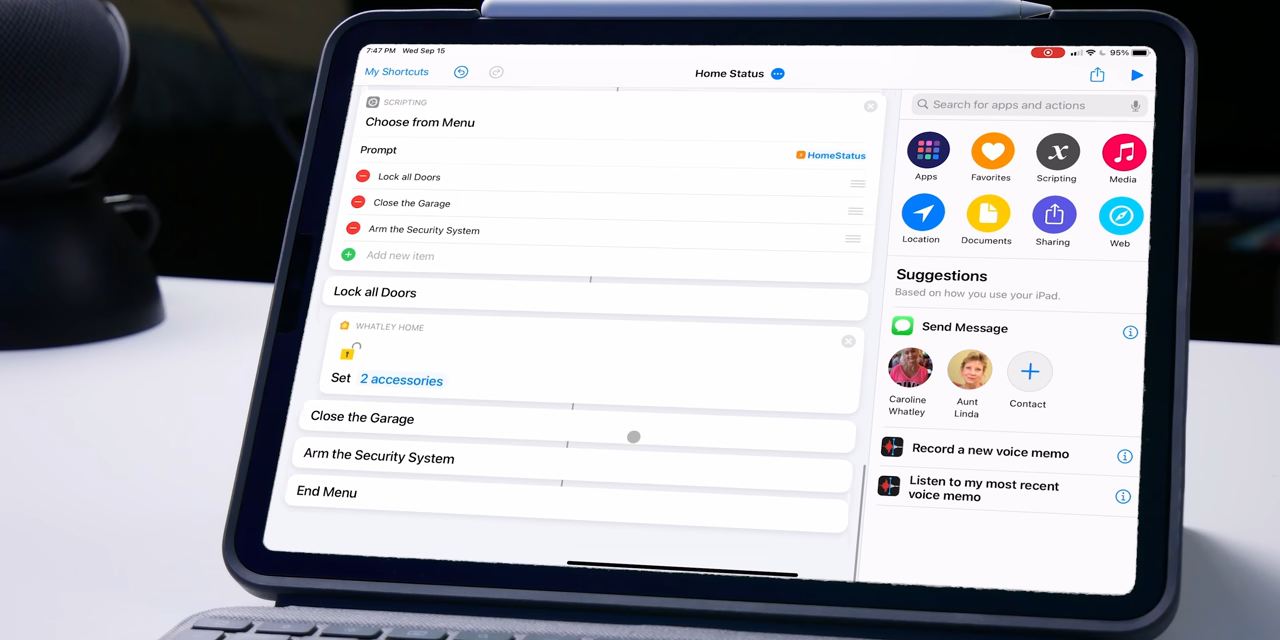 7:47 PM Wed Sep 15
95%
My Shortcuts
Home Status
SCRIPTING
Choose from Menu
Prompt
HomeStatus
Lock all Doors
Close the Garage
Arm the Security System
Add new item
Lock all Doors
WHATLEY HOME
Set 2 accessories
Close the Garage
Arm the Security System
End Menu
Search for apps and actions
Apps
Favorites
Scripting
Media
Location
Documents
Sharing
Web
Suggestions
Based on how you use your iPad.
Send Message
Caroline
Whatley
Aunt
Linda
Contact
Record a new voice memo
Listen to my most recent
voice memo